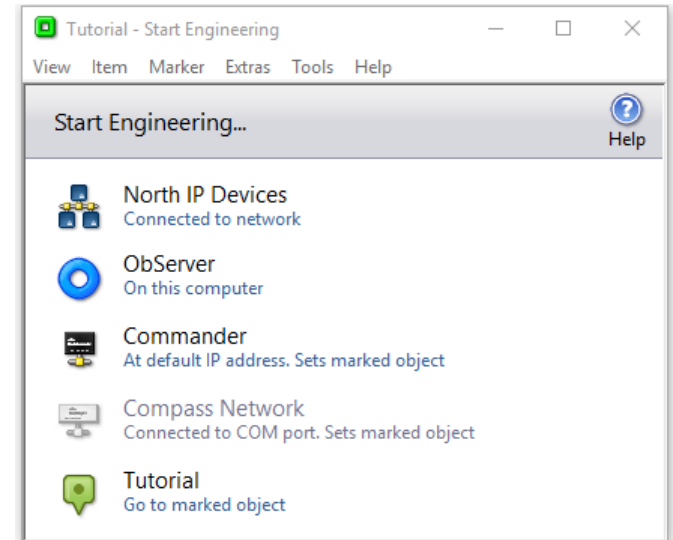 Tutorial - Start Engineering
View Item Marker Extras Tools Help
Start Engineering...
Help
North IP Devices
Connected to network
ObServer
On this computer
Commander
At default IP address. Sets marked object
Compass Network
Connected to COM port. Sets marked object
Tutorial
Go to marked object